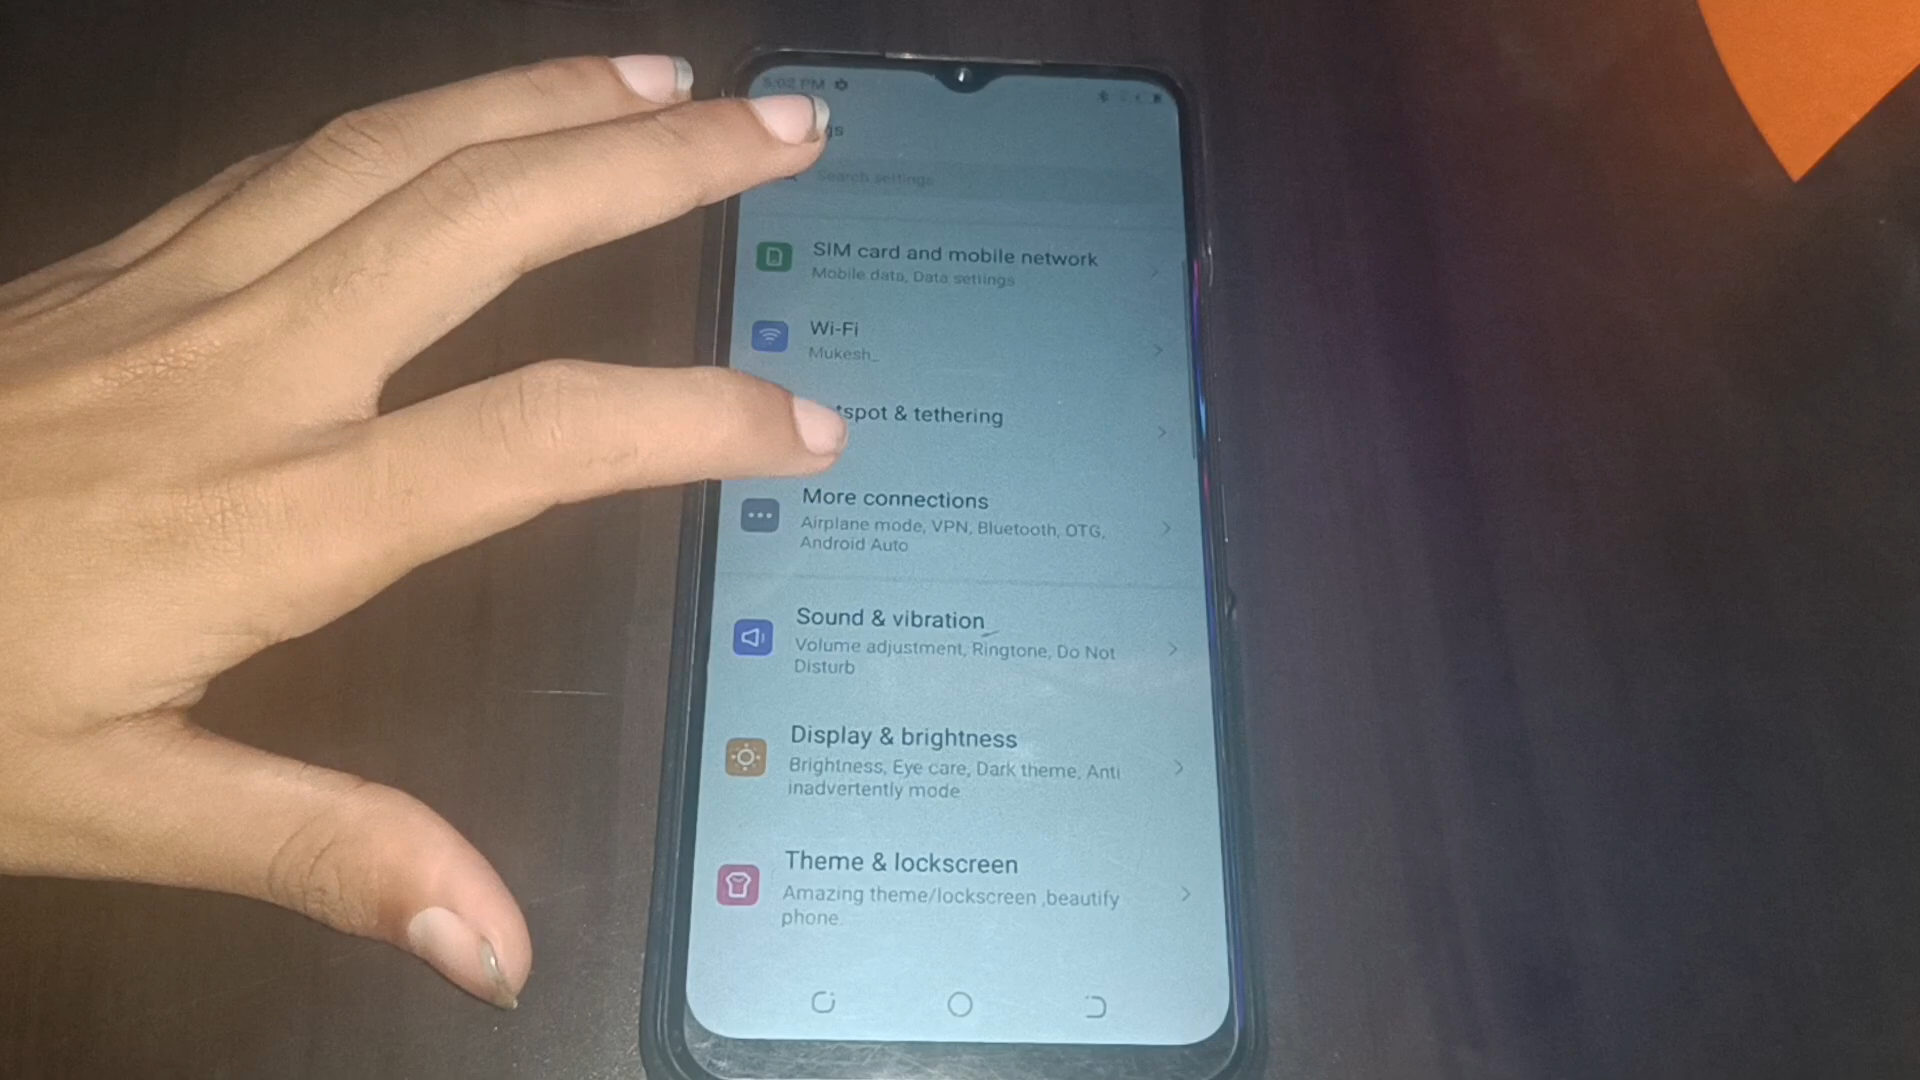 5:02 PM
Search settings
SIM card and mobile network
Mobile data, Data settings
Wi-Fi
Mukesh_
tspot & tethering
More connections
Airplane mode, VPN, Bluetooth, OTG,
Android Auto
Sound & vibration
Volume adjustment, Ringtone, Do Not
Disturb
Display & brightness
Brightness, Eye care, Dark theme, Anti
inadvertently mode
Theme & lockscreen
Amazing theme/lockscreen ,beautify
phone.